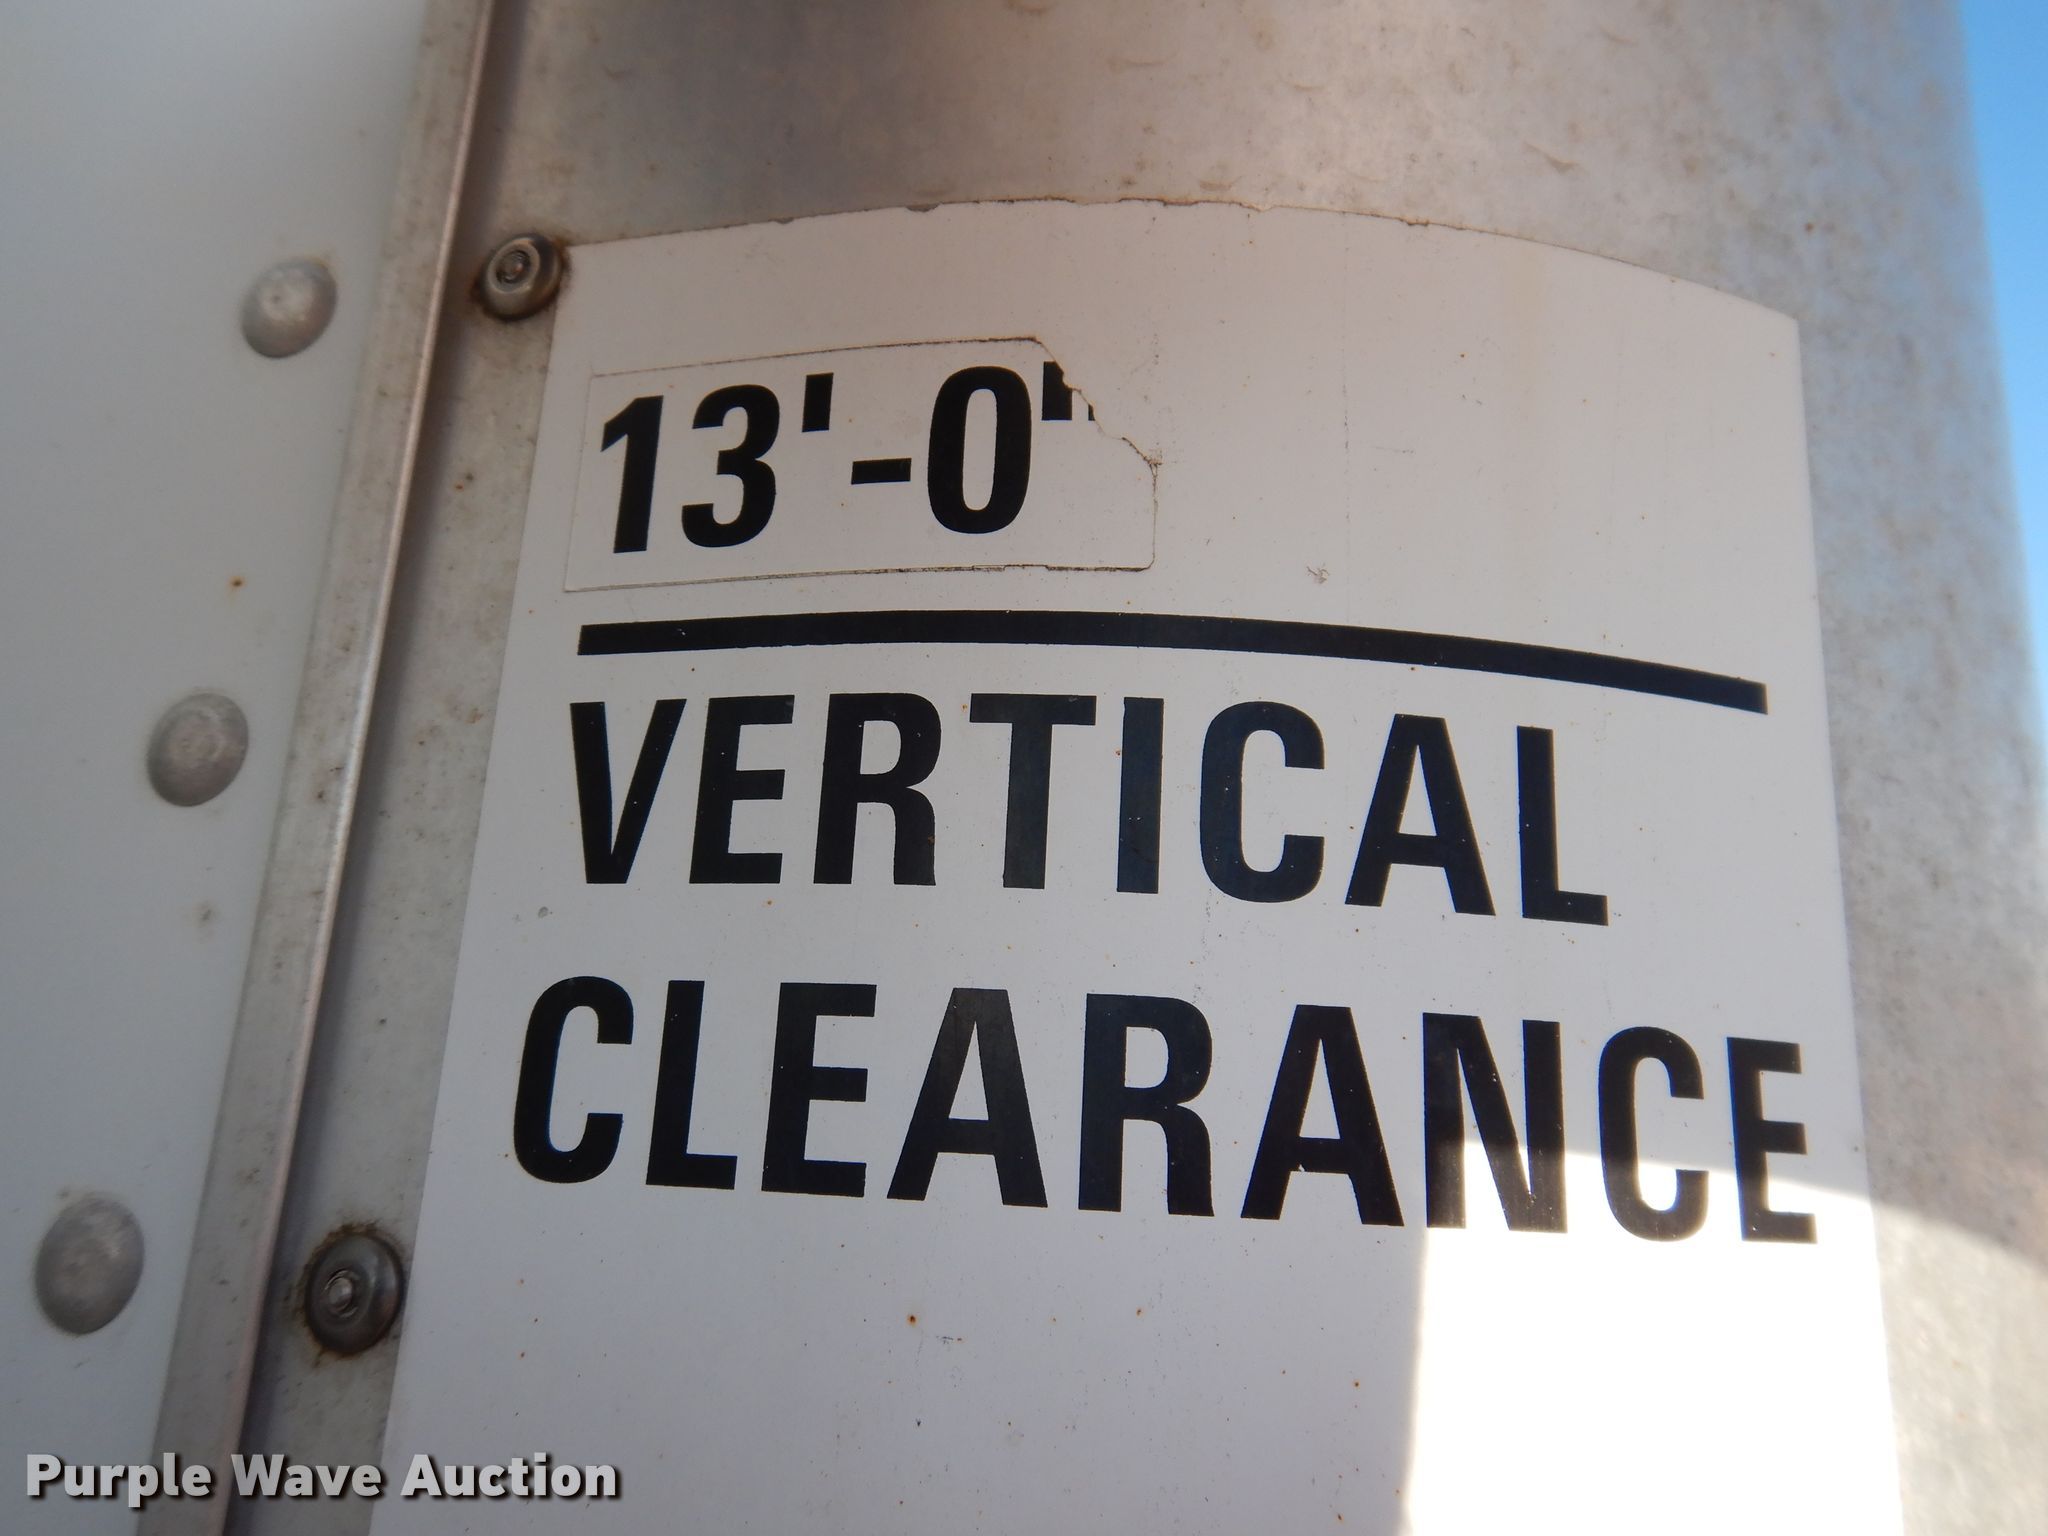 13'-0"
VERTICAL
CLEARANCE
Purple Wave Auction